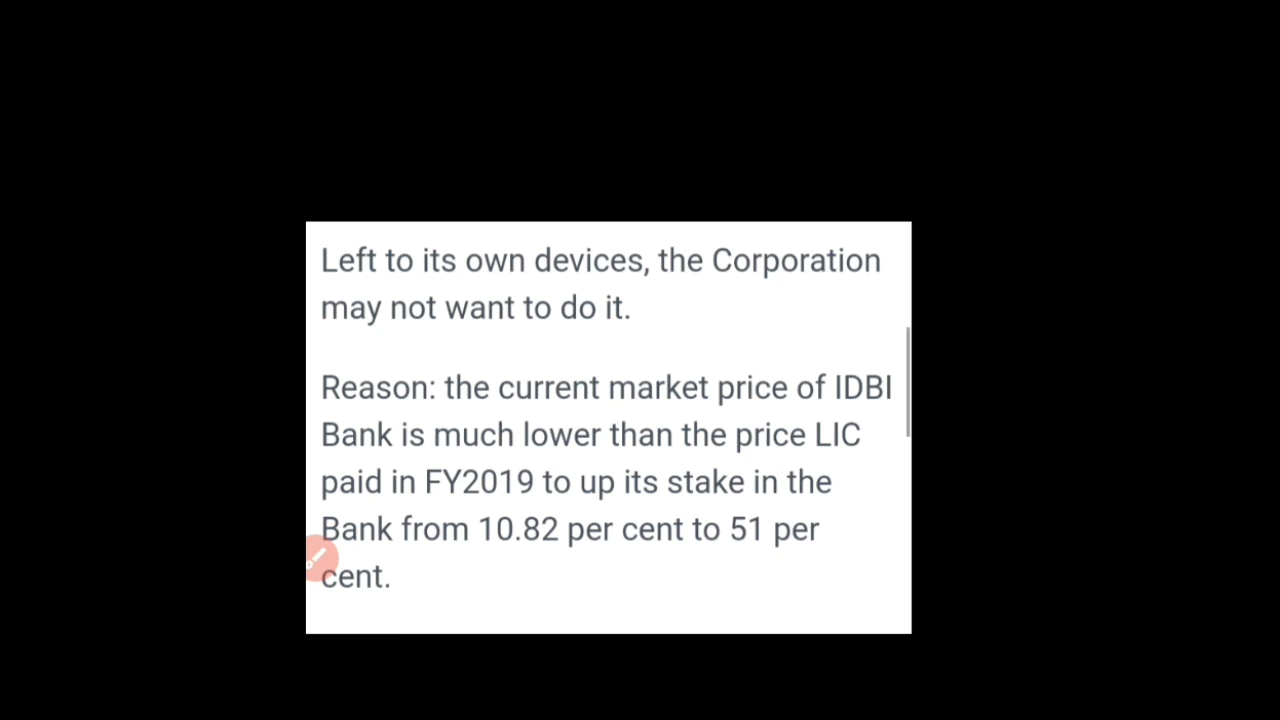 Left to its own devices, the Corporation
may not want to do it.
Reason: the current market price of IDBI
Bank is much lower than the price LIC
paid in FY2019 to up its stake in the
Bank from 10.82 per cent to 51 per
cent.